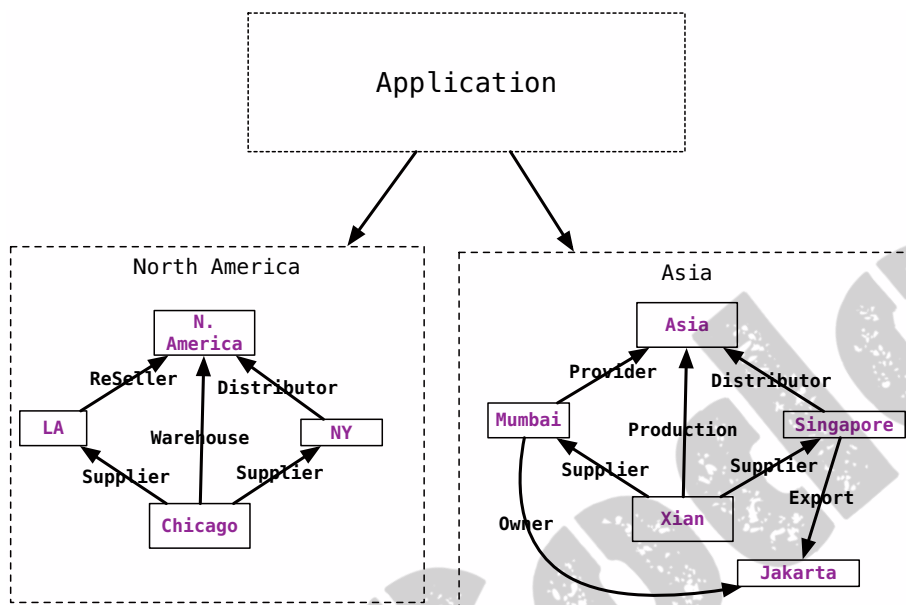 Application
North America
N.
America
ReSeller
Distributor
LA
Warehouse
NY
Supplier
Supplier
Chicago
Asia
Asia
Provider
Distributor
Mumbai
Production
Singapore
Supplier
Supplier
Export
Owner
Xian
Jakarta